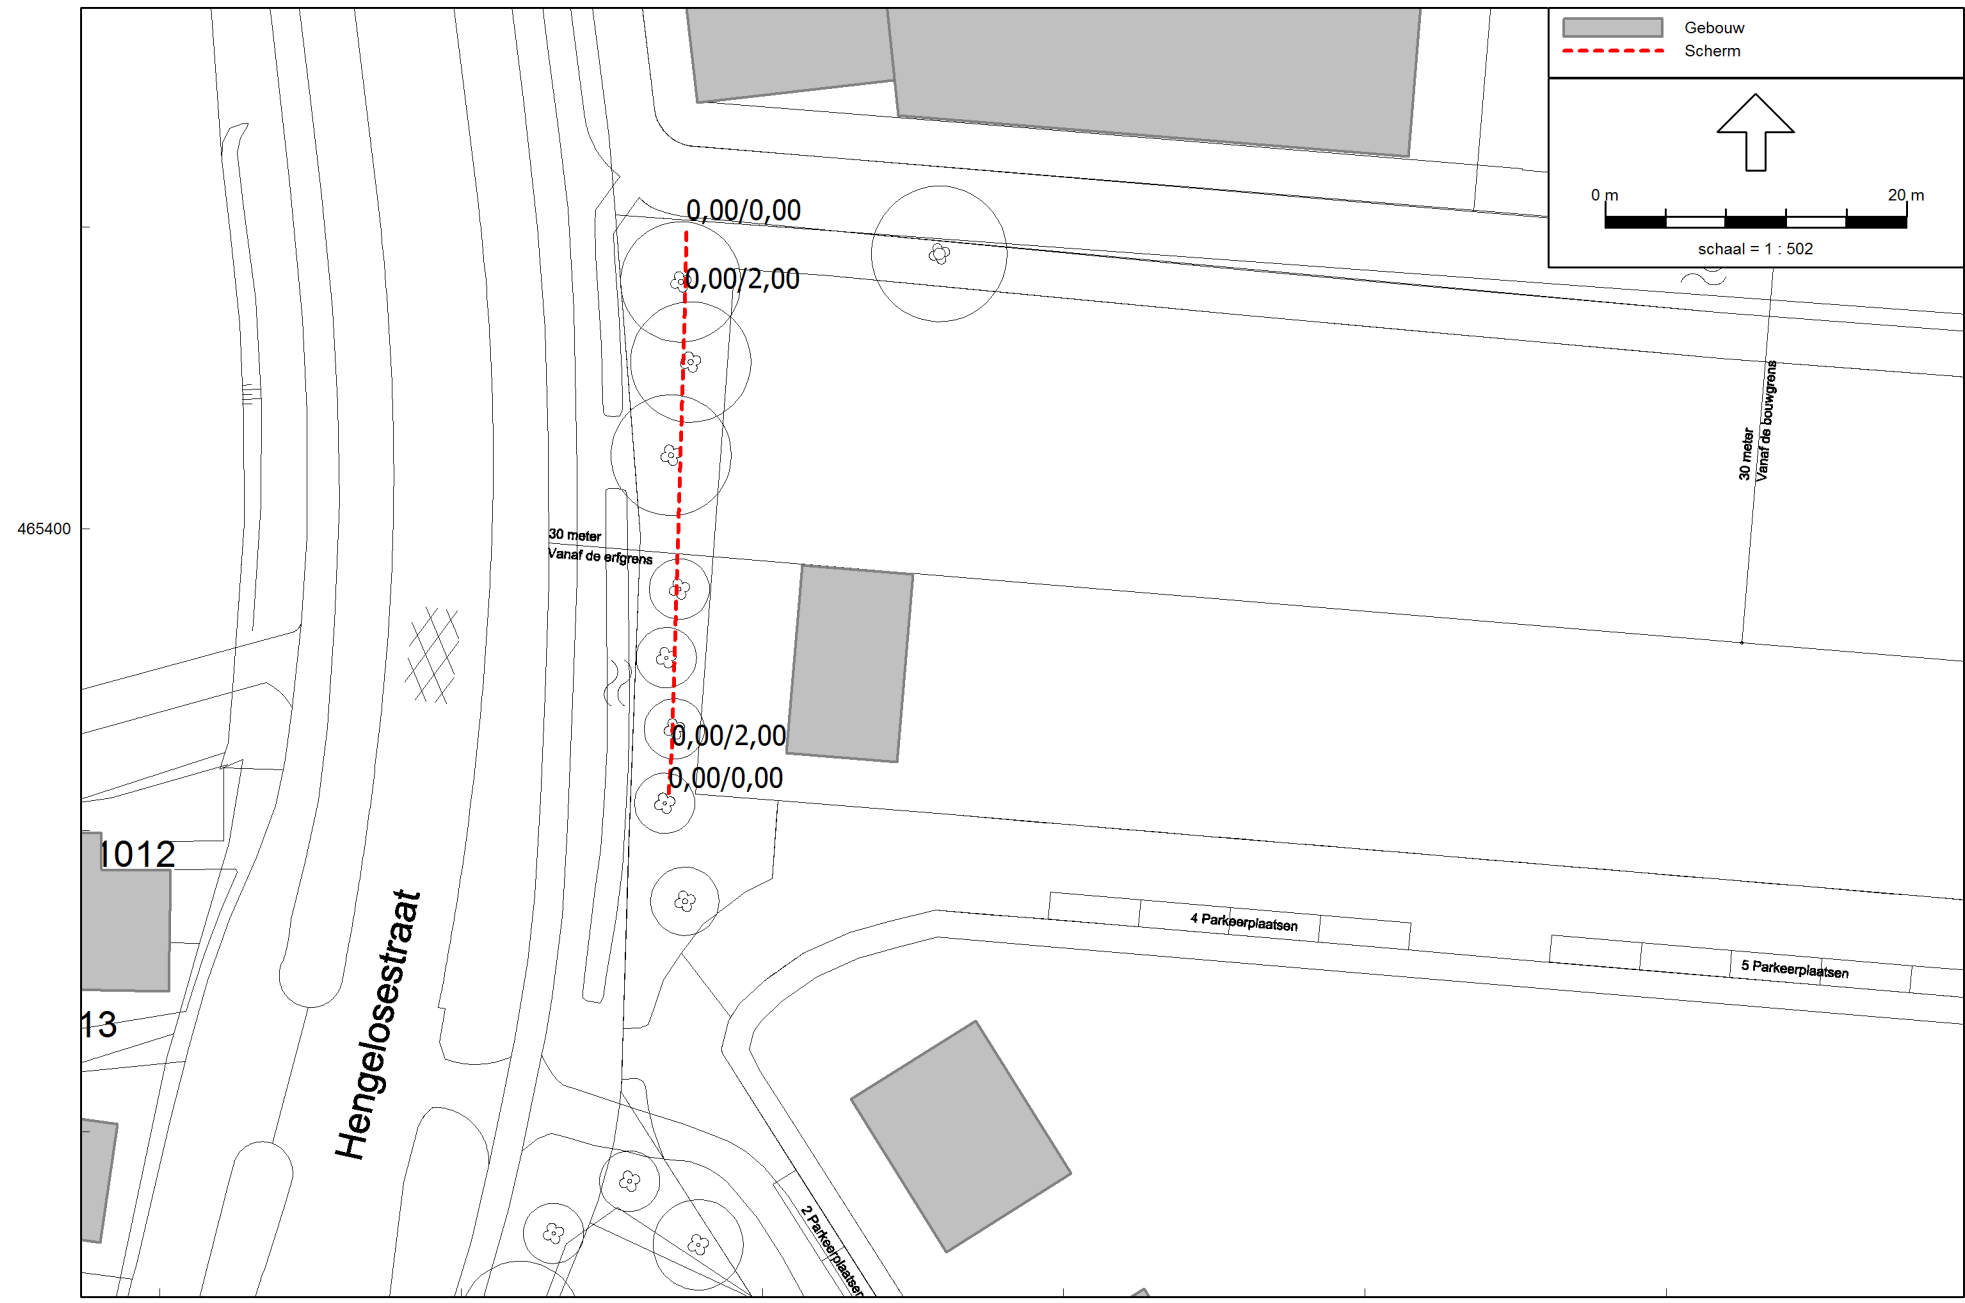 Gebouw
Scherm
0 m
20 m
schaal = 1 : 502
0,00/0,00
0,00/2,00
30 meter
Vanaf de bouwgrens
465400
30 meter
Vanaf de erfgrens
0,00/2,00
0,00/0,00
1012
4 Parkeerplaatsen
5 Parkeerplaatsen
13
Hengelosestraat
2 Parkeerplaatsen